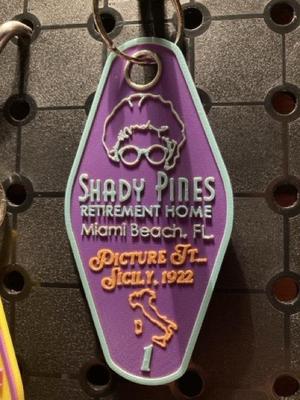 SHADY PINES
RETIREMENT HOME
Miami Beach, FL.
PICTURE IT...
SICILY, 1922
1